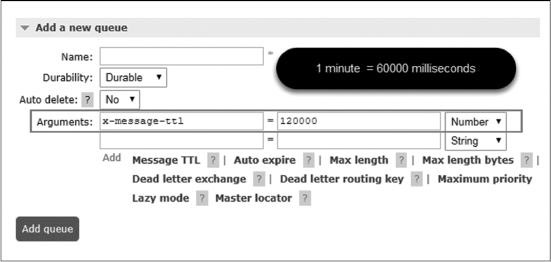 Add a new queue
Name: *
1 minute = 60000 milliseconds
Durability: Durable
Auto delete: ? No
Arguments: x-message-ttl = 120000 Number
= String
Add Message TTL ? | Auto expire ? | Max length ? | Max length bytes ? |
Dead letter exchange ? | Dead letter routing key ? | Maximum priority
Lazy mode ? Master locator ?
Add queue